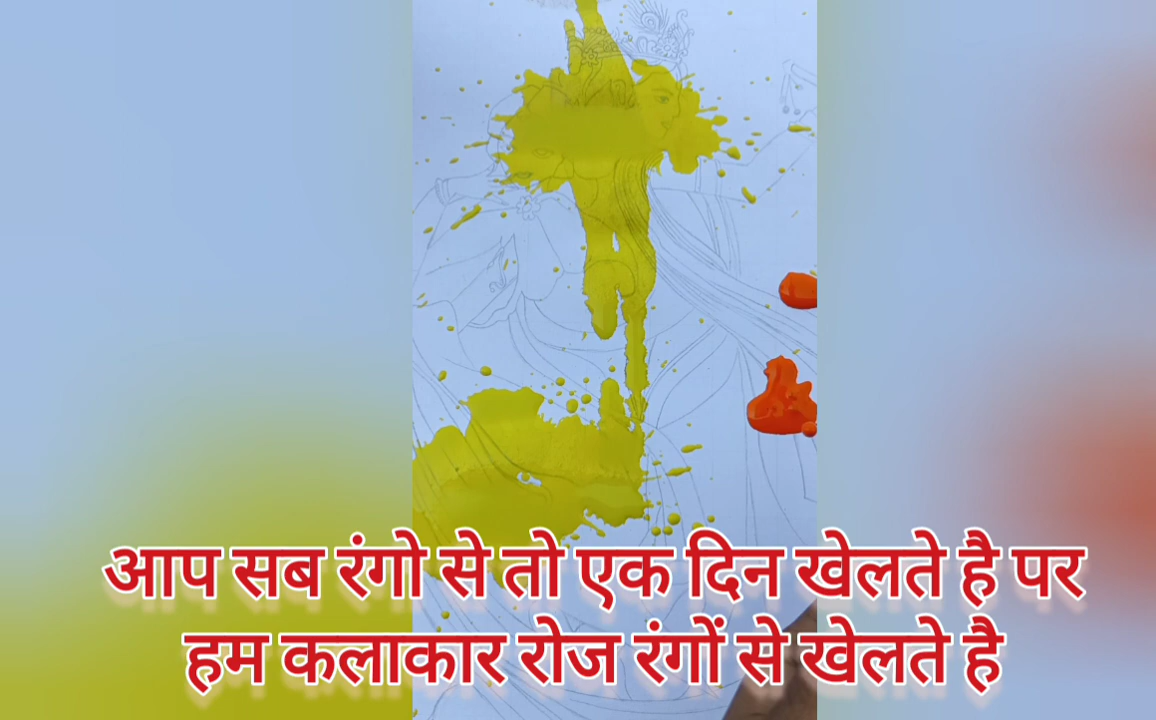 आप सब रंगो से तो एक दिन खेलते है पर
हम कलाकार रोज रंगों से खेलते है